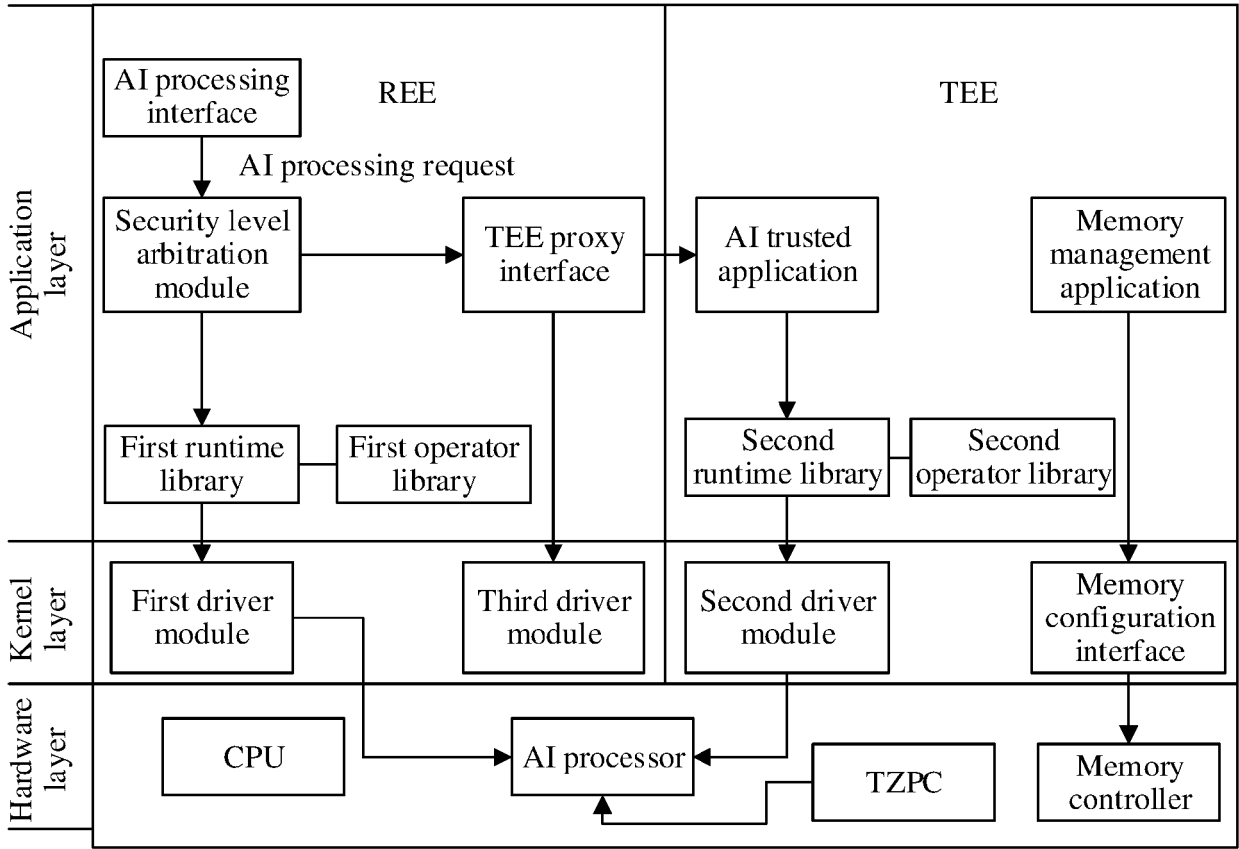 Application
layer
AI processing
interface
REE
TEE
AI processing request
Security level
arbitration
module
TEE proxy
interface
AI trusted
application
Memory
management
application
First runtime
library
First operator
library
Second
runtime library
Second
operator library
Kernel
layer
First driver
module
Third driver
module
Second driver
module
Memory
configuration
interface
Hardware
layer
CPU
AI processor
TZPC
Memory
controller